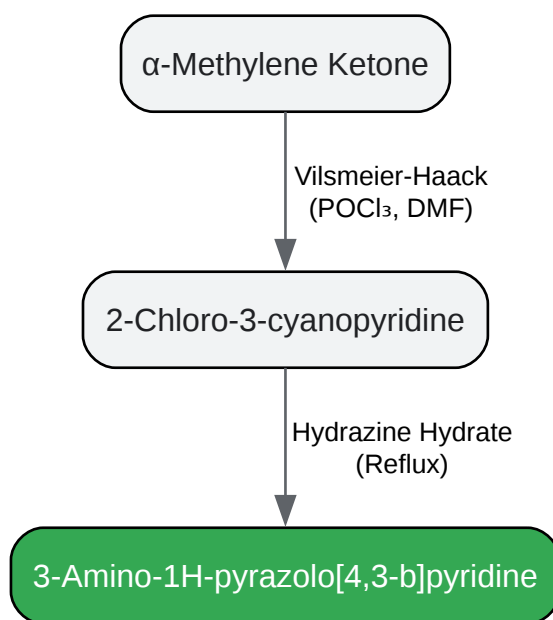 α-Methylene Ketone
Vilsmeier-Haack
(POCl₃, DMF)
2-Chloro-3-cyanopyridine
Hydrazine Hydrate
(Reflux)
3-Amino-1H-pyrazolo[4,3-b]pyridine